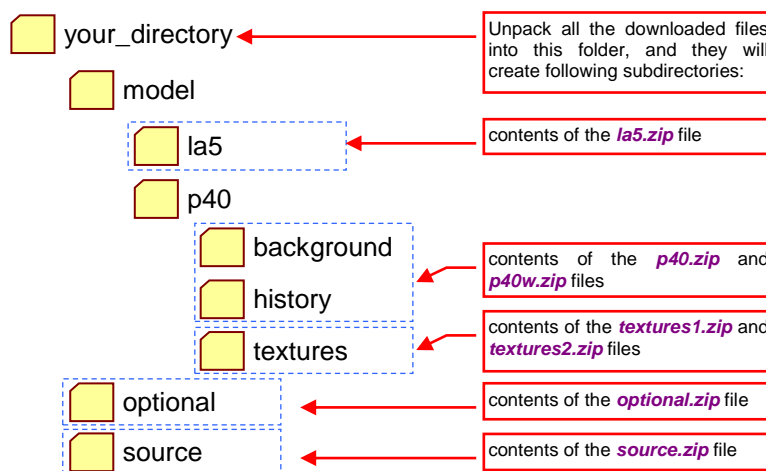 your_directory
Unpack all the downloaded files
into this folder, and they will
create following subdirectories:
model
la5
contents of the la5.zip file
p40
background
history
contents of the p40.zip and
p40w.zip files
textures
contents of the textures1.zip and
textures2.zip files
optional
contents of the optional.zip file
source
contents of the source.zip file